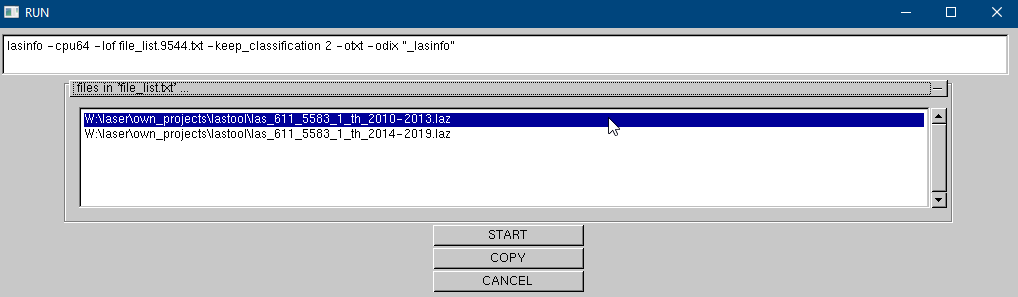 RUN
lasinfo -cpu64 -lof file_list.9544.txt -keep_classification 2 -otxt -odix "_lasinfo"
files in 'file_list.txt' ...
W:\laser\own_projects\lastool\las_611_5583_1_th_2010-2013.laz
W:\laser\own_projects\lastool\las_611_5583_1_th_2014-2019.laz
START
COPY
CANCEL